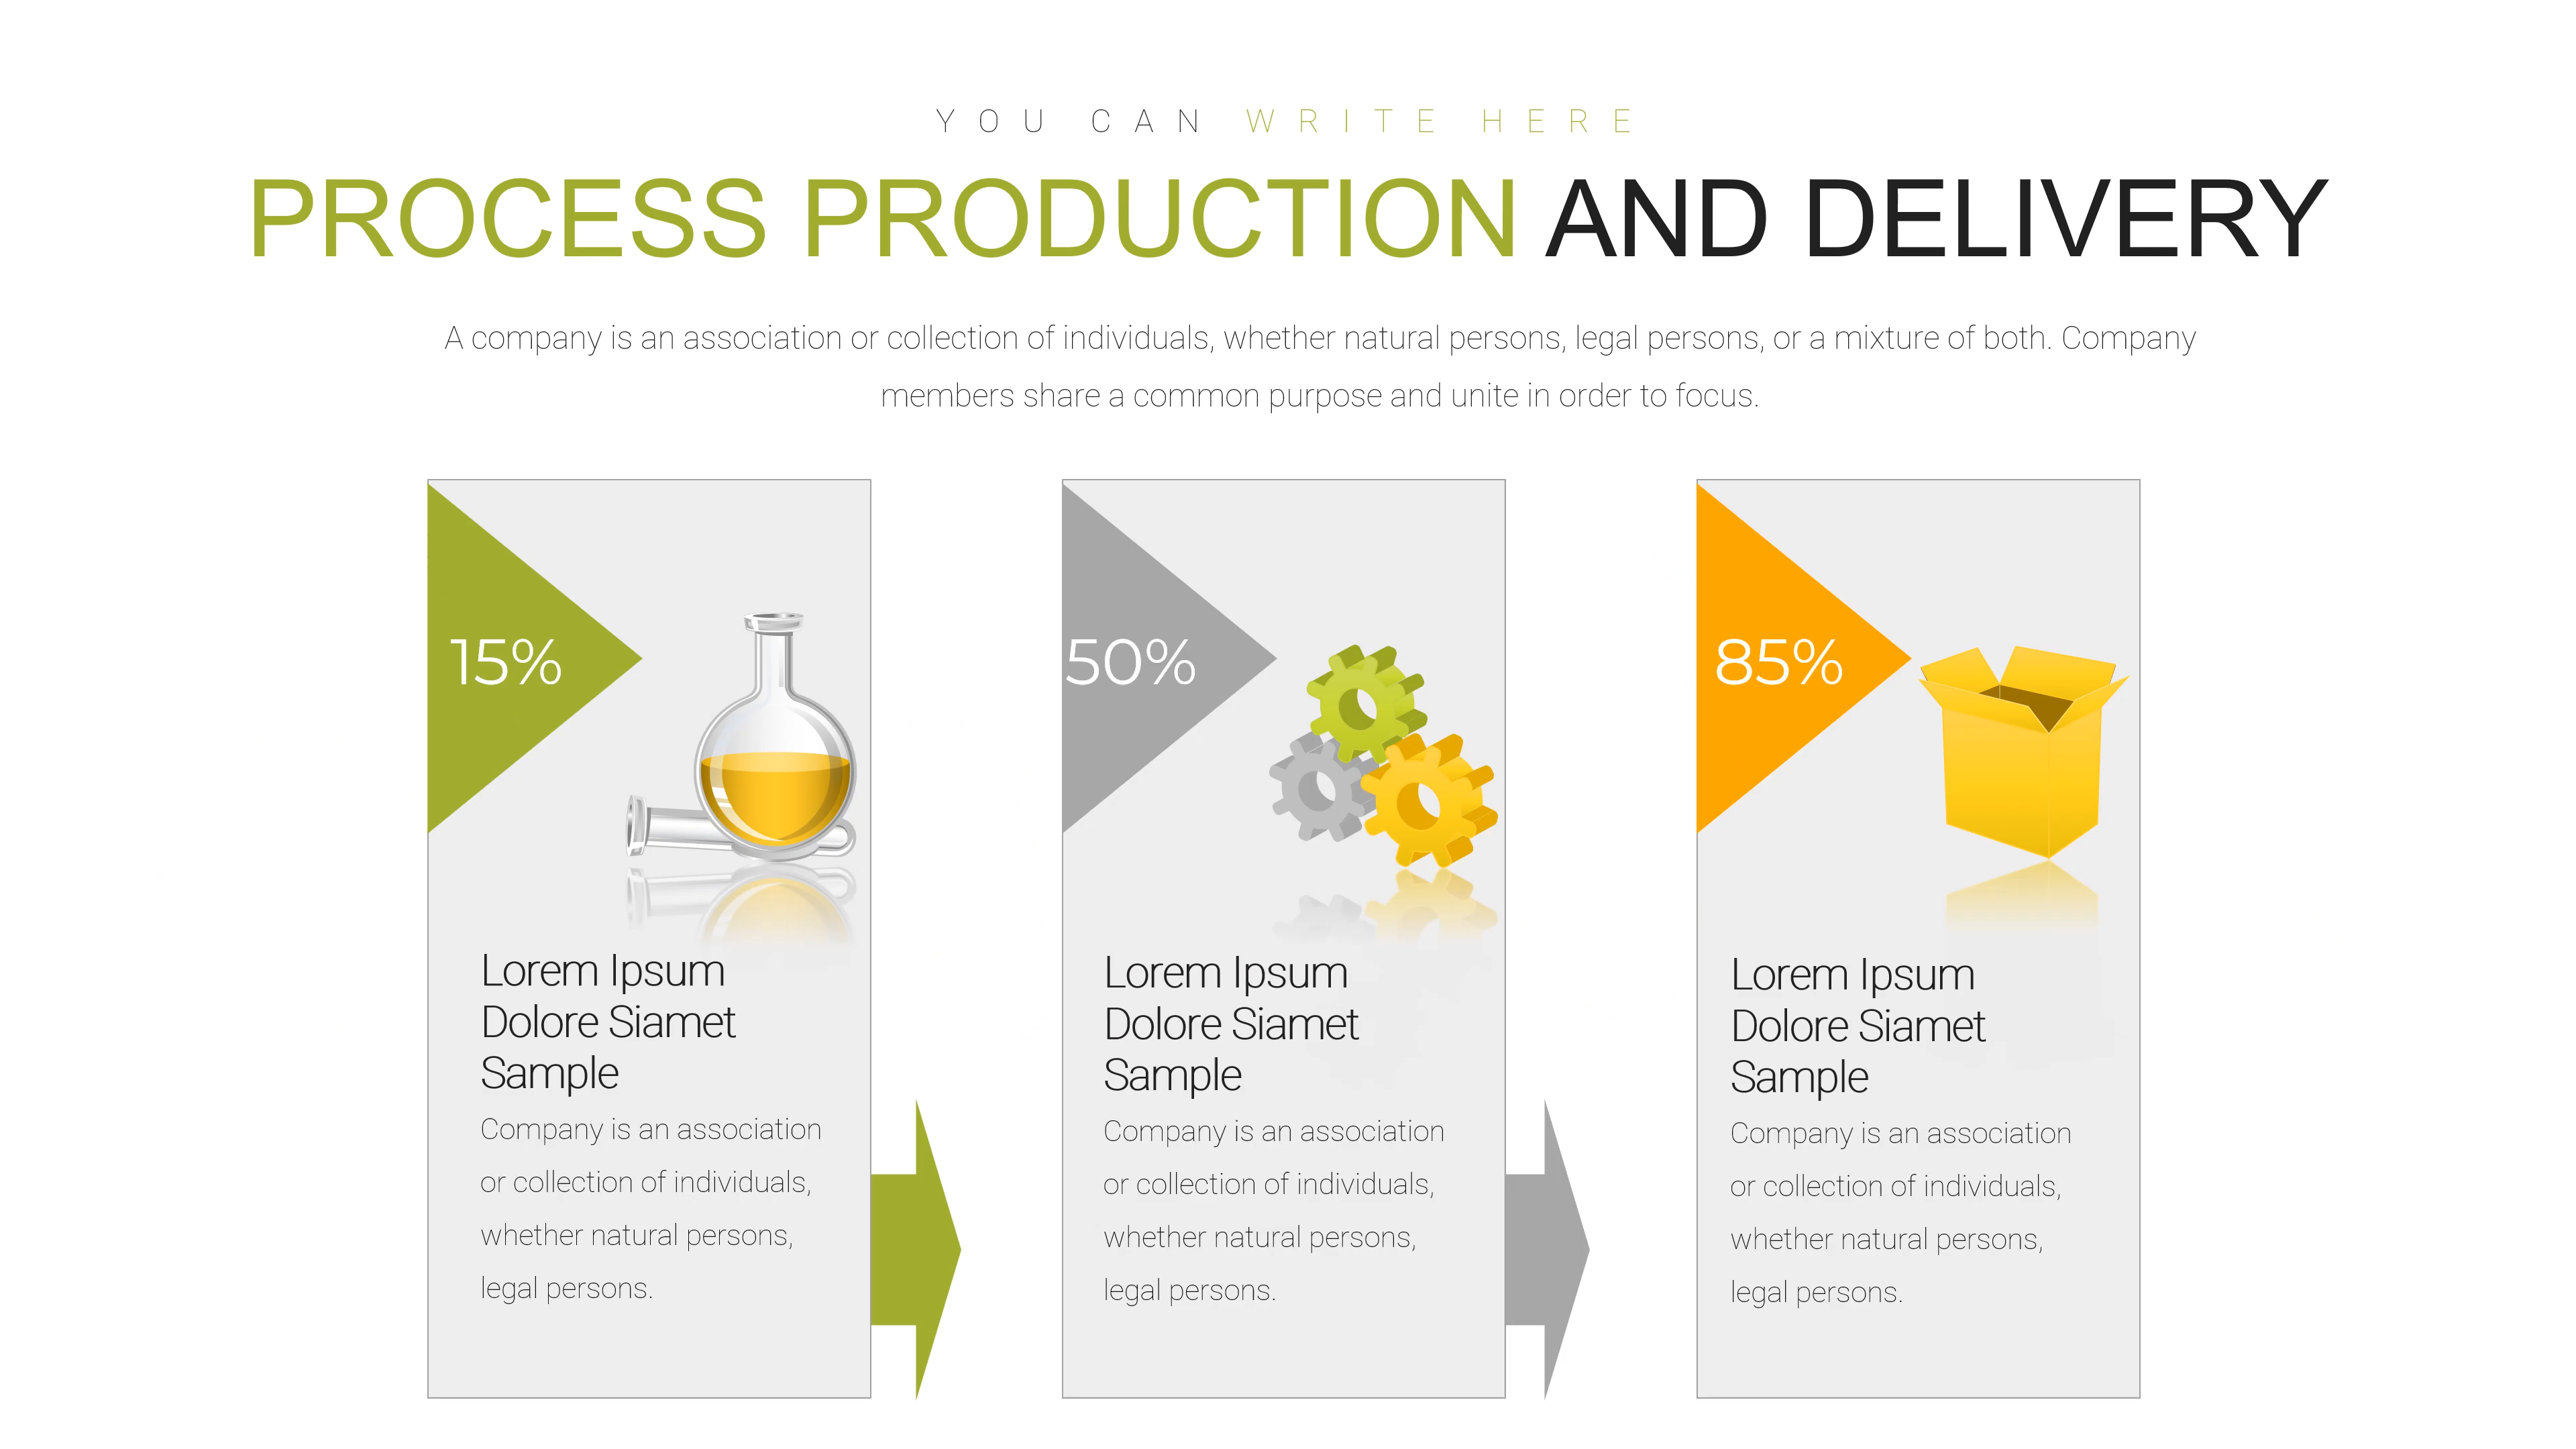 YOU CAN WRITE HERE
PROCESS PRODUCTION AND DELIVERY
A company is an association or collection of individuals, whether natural persons, legal persons, or a mixture of both. Company
members share a common purpose and unite in order to focus.
15%
Lorem Ipsum
Dolore Siamet
Sample
Company is an association
or collection of individuals,
whether natural persons,
legal persons.
50%
Lorem Ipsum
Dolore Siamet
Sample
Company is an association
or collection of individuals,
whether natural persons,
legal persons.
85%
Lorem Ipsum
Dolore Siamet
Sample
Company is an association
or collection of individuals,
whether natural persons,
legal persons.